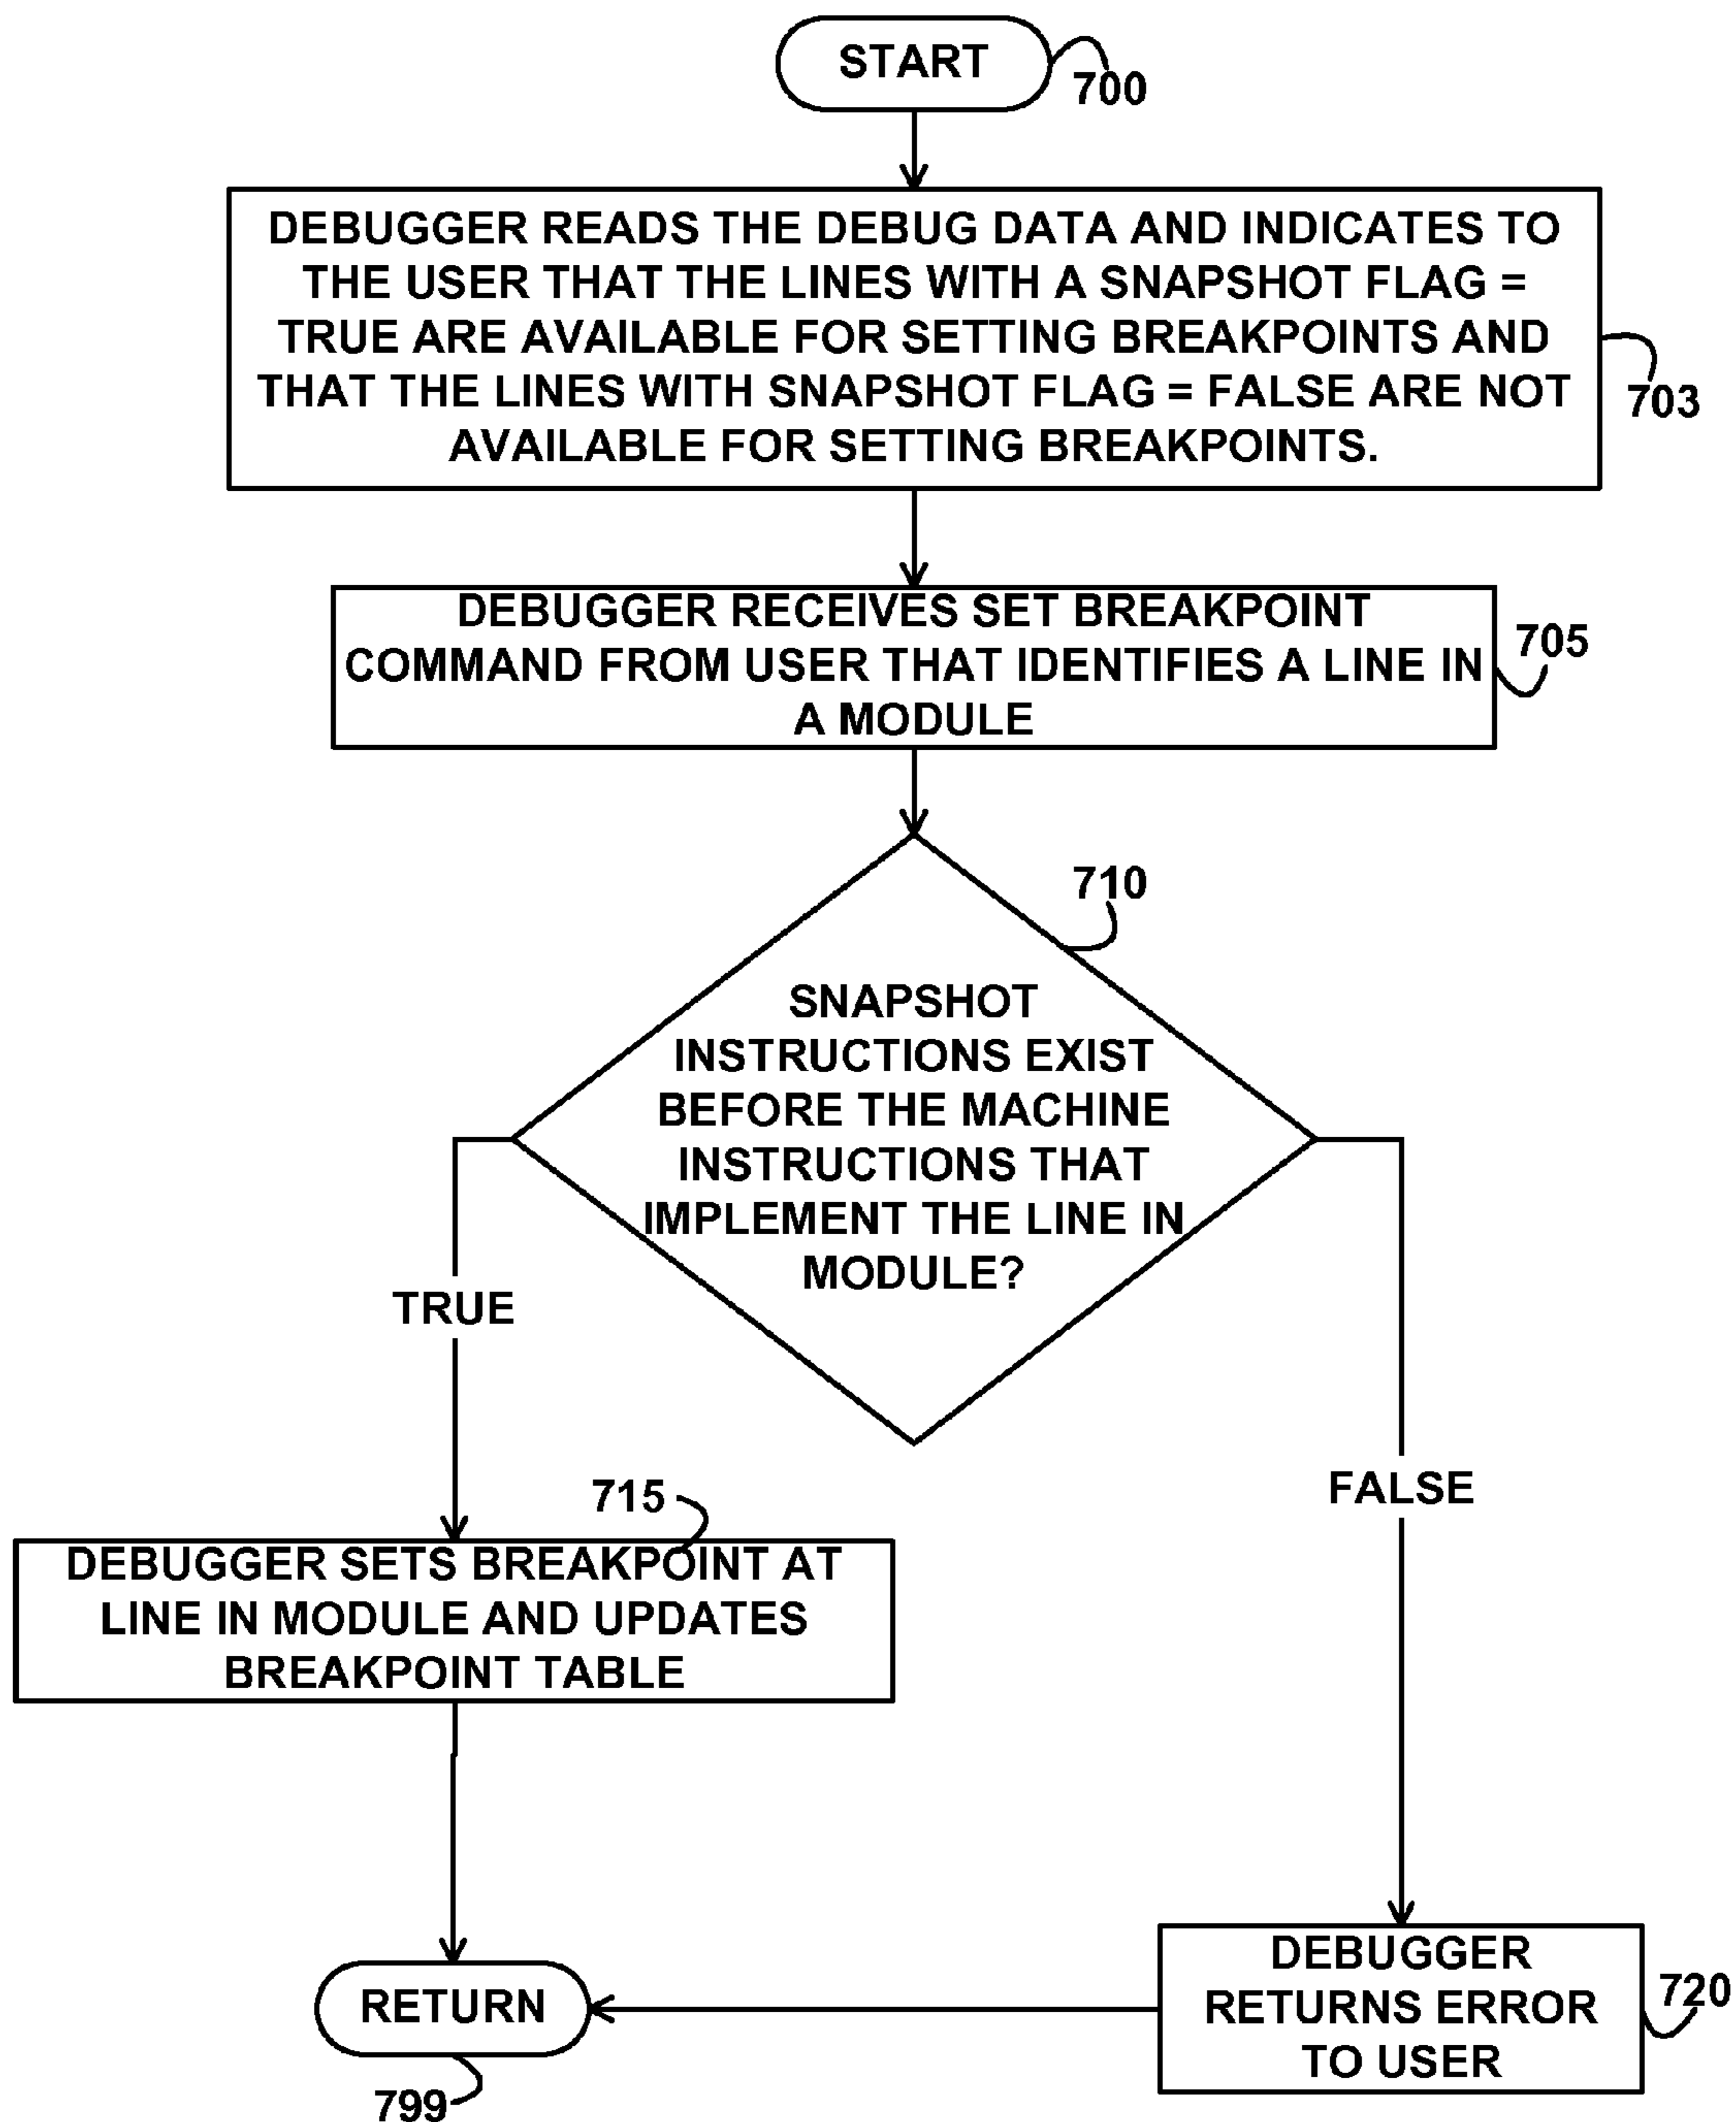 START
700
DEBUGGER READS THE DEBUG DATA AND INDICATES TO
THE USER THAT THE LINES WITH A SNAPSHOT FLAG =
TRUE ARE AVAILABLE FOR SETTING BREAKPOINTS AND
THAT THE LINES WITH SNAPSHOT FLAG = FALSE ARE NOT
AVAILABLE FOR SETTING BREAKPOINTS.
703
DEBUGGER RECEIVES SET BREAKPOINT
COMMAND FROM USER THAT IDENTIFIES A LINE IN
A MODULE
705
710
SNAPSHOT
INSTRUCTIONS EXIST
BEFORE THE MACHINE
INSTRUCTIONS THAT
IMPLEMENT THE LINE IN
MODULE?
TRUE
FALSE
715
DEBUGGER SETS BREAKPOINT AT
LINE IN MODULE AND UPDATES
BREAKPOINT TABLE
DEBUGGER
RETURNS ERROR
TO USER
720
RETURN
799